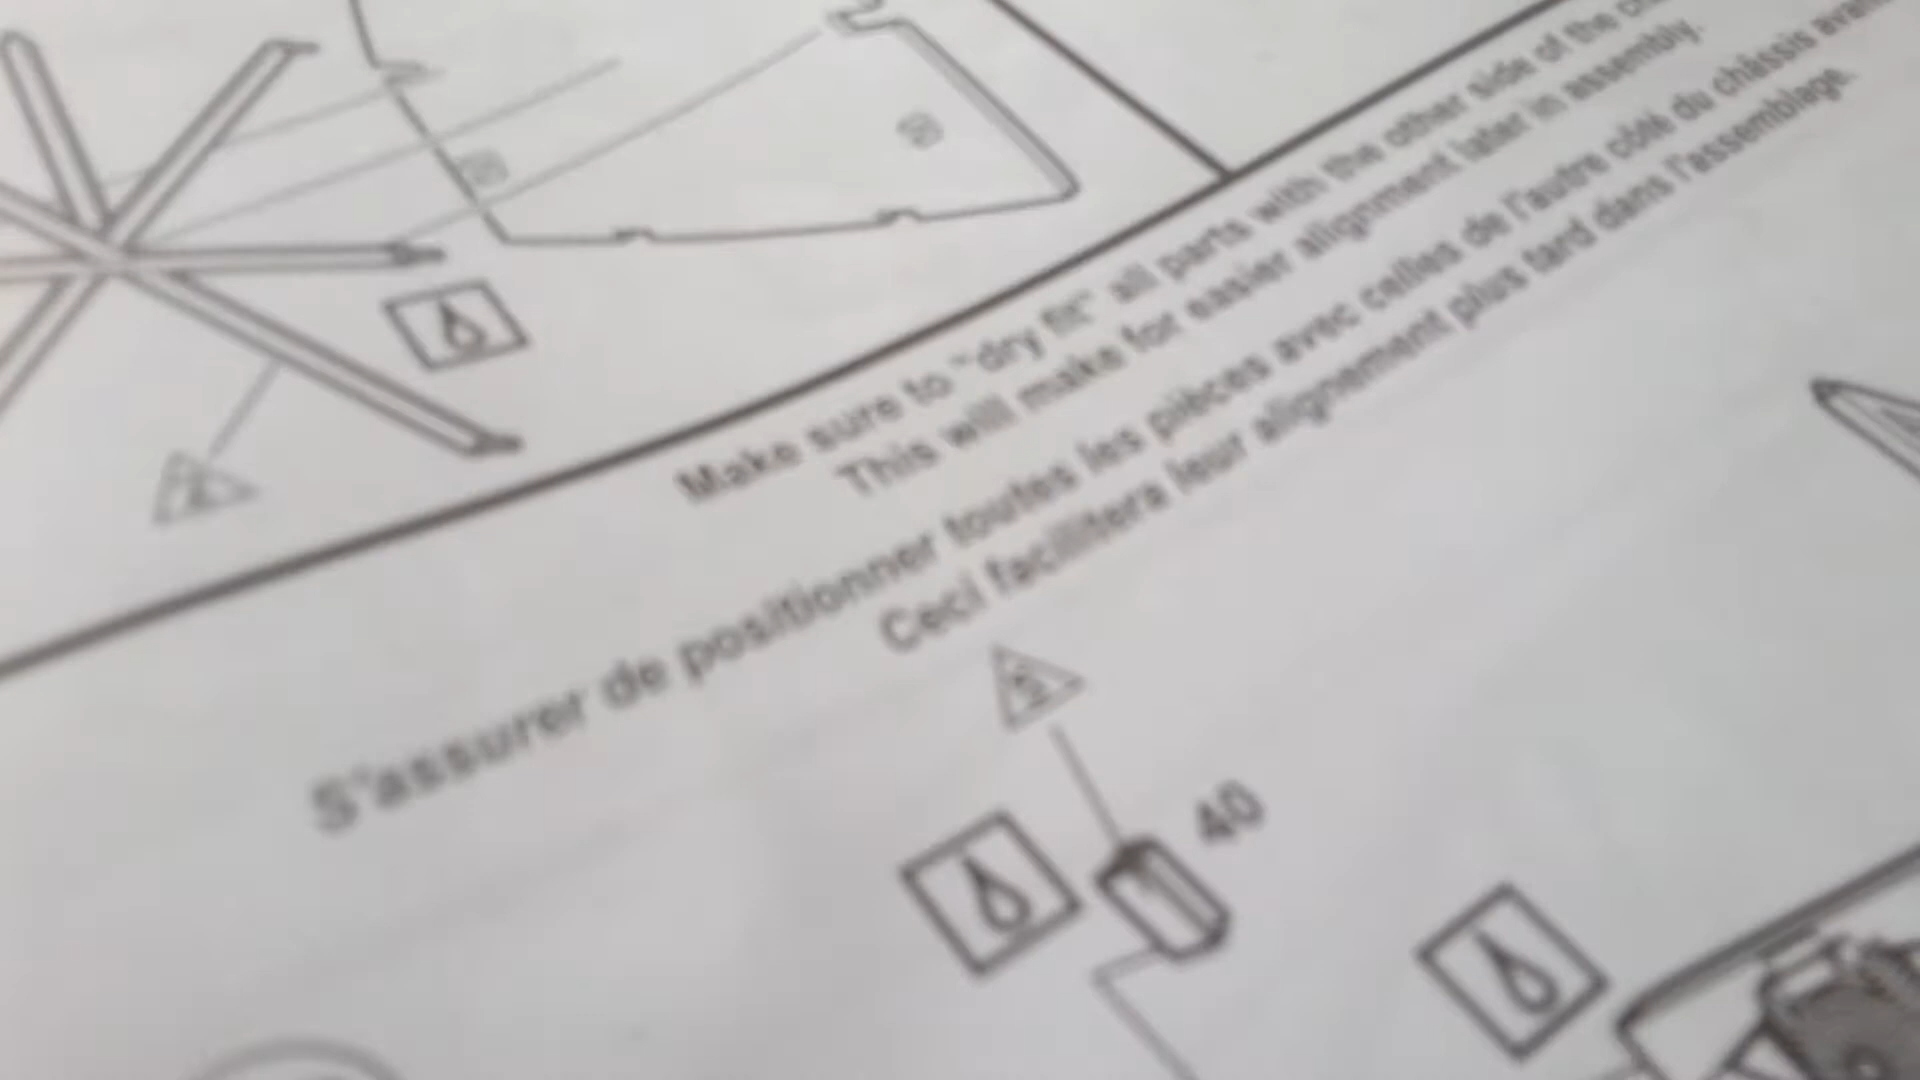 Make sure to "dry fit" all parts with the other side of the
This will make for easier alignment later in assembly.
S'assurer de positionner toutes les pièces avec celles de l'autre côté du châssis
Ceci facilitera leur alignement plus tard dans l'assemblage.
40